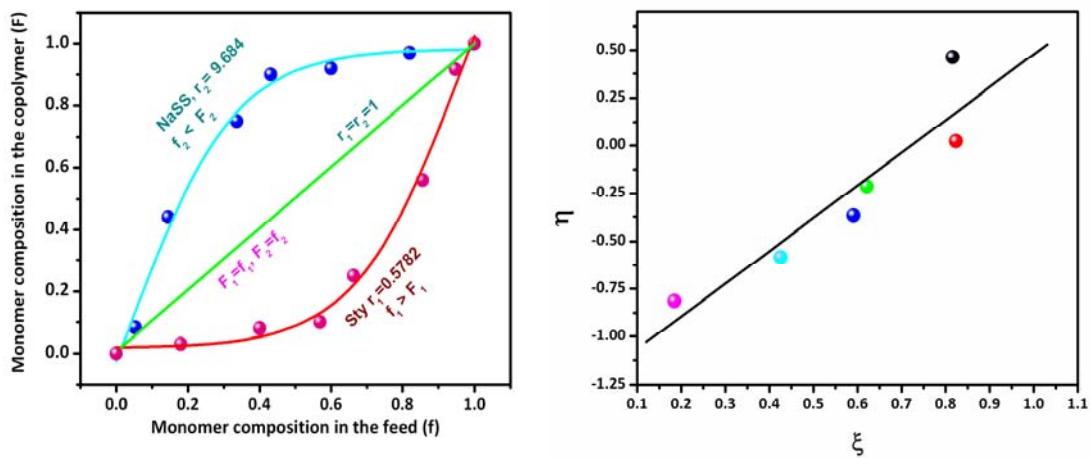 Monomer composition in the copolymer (F)
1.0
0.8
0.6
0.4
0.2
0.0
NaSS, r2 = 9.684
f2 < F2
r1=r2=1
F1=f1, F2=f2
Sty r1=0.5782
f1 > F1
0.0 0.2 0.4 0.6 0.8 1.0
Monomer composition in the feed (f)
η
0.50
0.25
0.00
-0.25
-0.50
-0.75
-1.00
-1.25
0.1 0.2 0.3 0.4 0.5 0.6 0.7 0.8 0.9 1.0 1.1
ξ